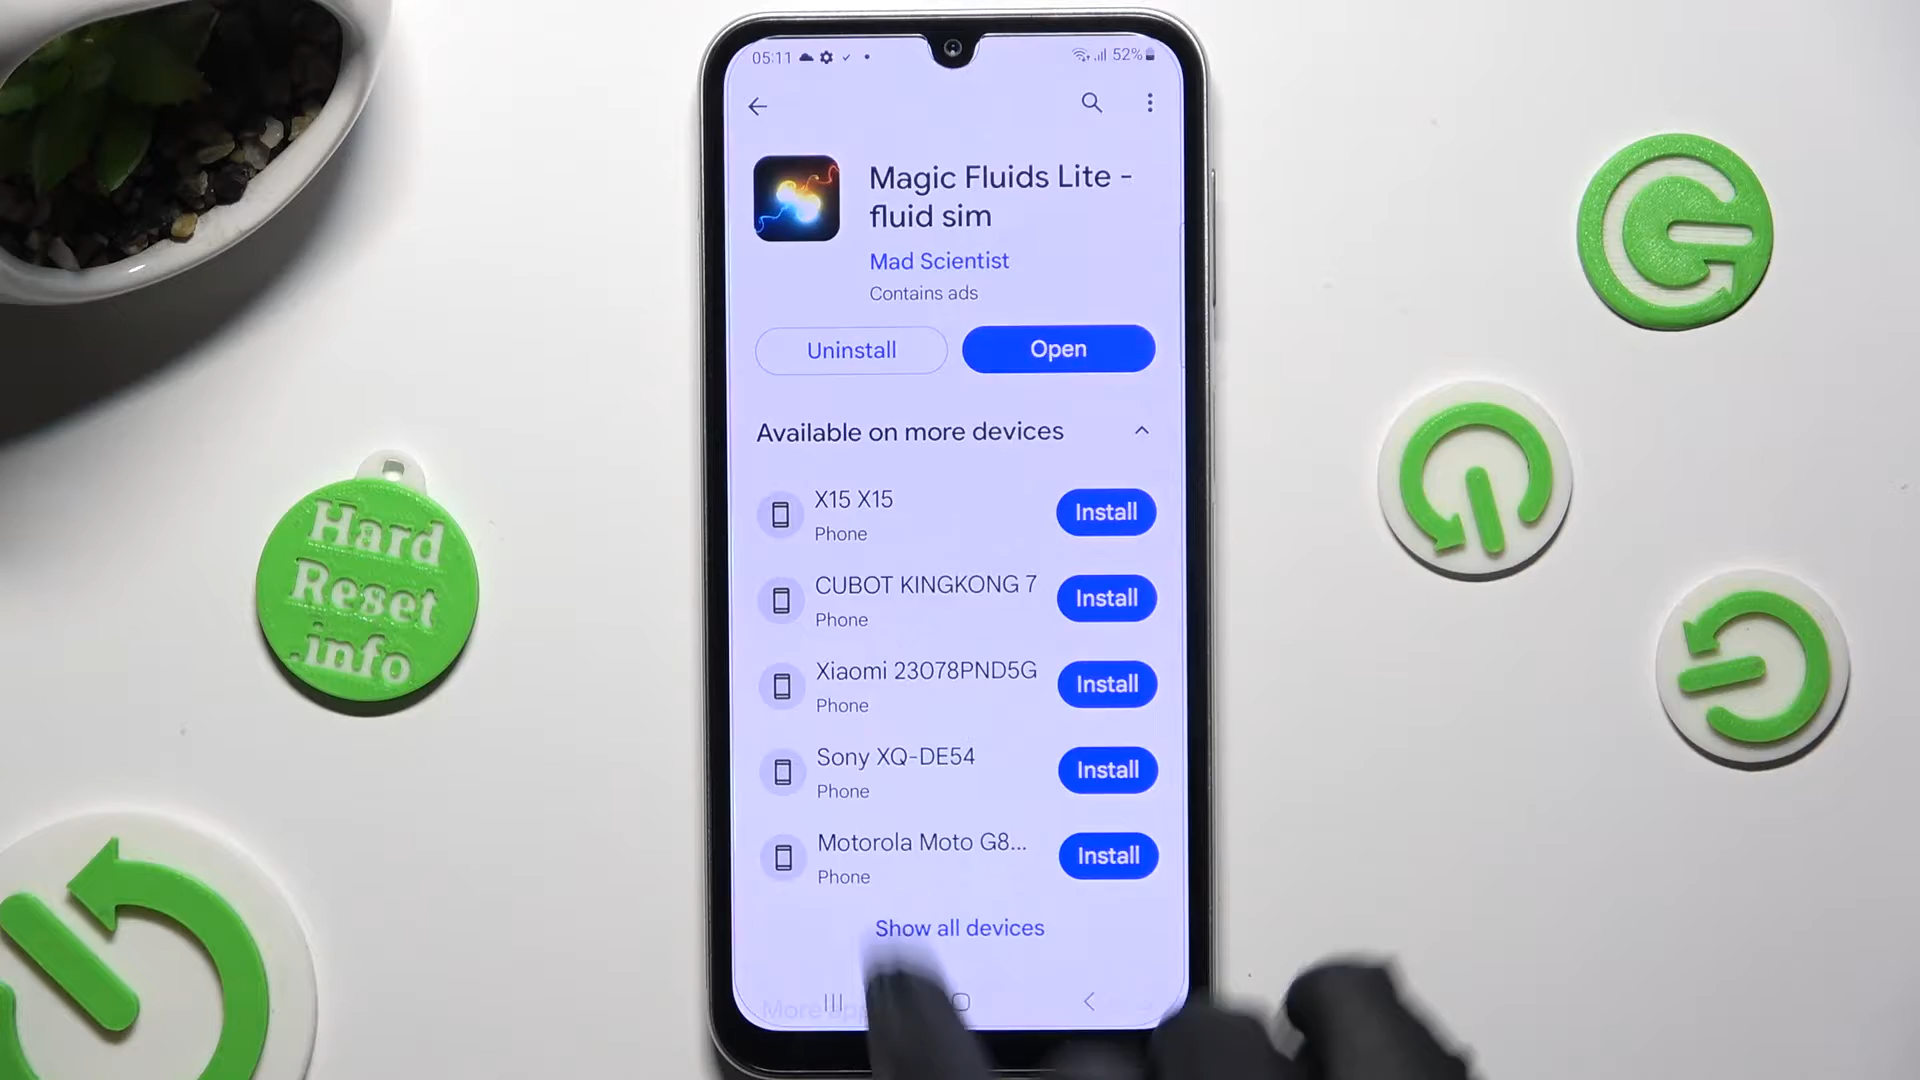 05:11
52%
Magic Fluids Lite -
fluid sim
Mad Scientist
Contains ads
Uninstall
Open
Available on more devices
X15 X15
Phone
Install
CUBOT KINGKONG 7
Phone
Install
Xiaomi 23078PND5G
Phone
Install
Sony XQ-DE54
Phone
Install
Motorola Moto G8...
Phone
Install
Show all devices
More
Hard
Reset
.info